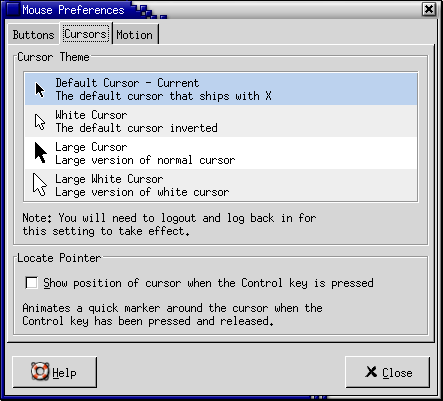 Mouse Preferences
Buttons Cursors Motion
Cursor Theme
Default Cursor - Current
The default cursor that ships with X
White Cursor
The default cursor inverted
Large Cursor
Large version of normal cursor
Large White Cursor
Large version of white cursor
Note: You will need to logout and log back in for
this setting to take effect.
Locate Pointer
Show position of cursor when the Control key is pressed
Animates a quick marker around the cursor when the
Control key has been pressed and released.
Help
Close